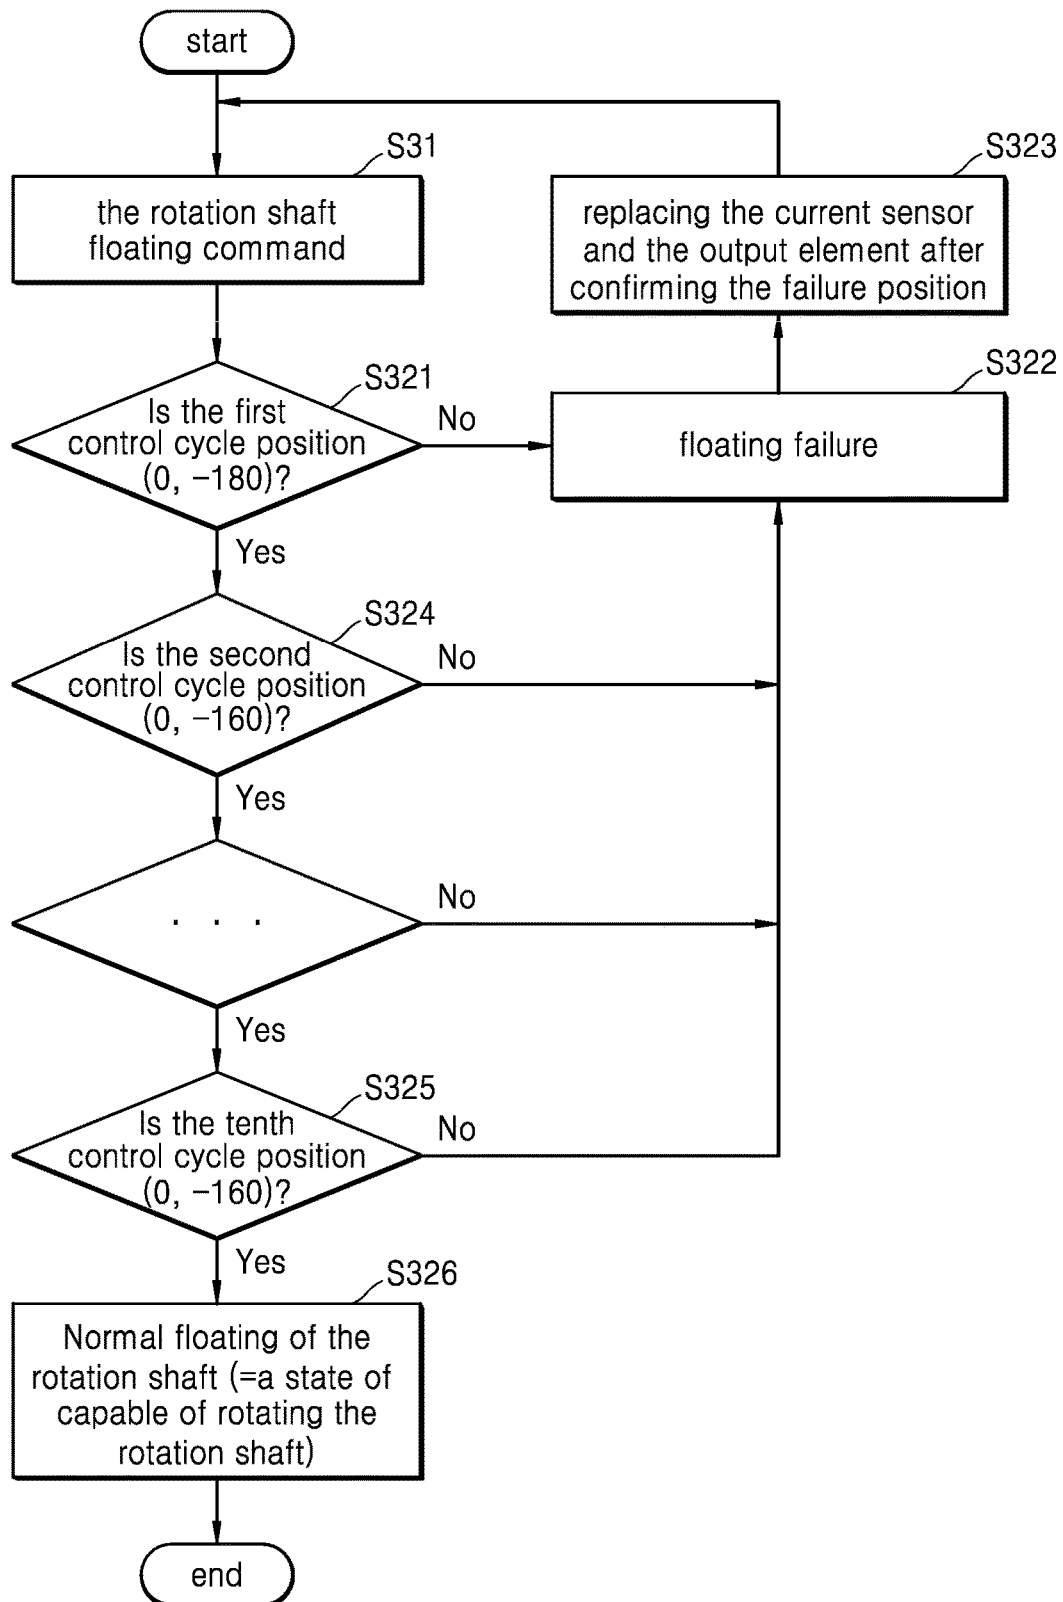 start
S31
the rotation shaft
floating command
S323
replacing the current sensor
and the output element after
confirming the failure position
S321
Is the first
control cycle position
(0, −180)?
No
S322
floating failure
Yes
S324
Is the second
control cycle position
(0, −160)?
No
Yes
. . .
No
Yes
S325
Is the tenth
control cycle position
(0, −160)?
No
Yes
S326
Normal floating of the
rotation shaft (=a state of
capable of rotating the
rotation shaft)
end